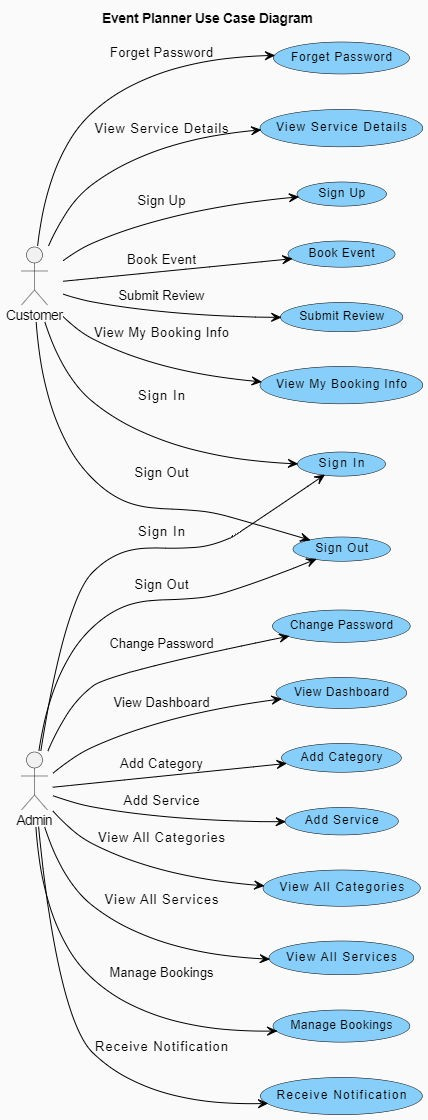 Event Planner Use Case Diagram
Forget Password
Forget Password
View Service Details
View Service Details
Sign Up
Sign Up
Book Event
Book Event
Customer
Submit Review
Submit Review
View My Booking Info
View My Booking Info
Sign In
Sign In
Sign Out
Sign In
Sign Out
Sign Out
Change Password
Change Password
View Dashboard
View Dashboard
Add Category
Add Category
Admin
Add Service
Add Service
View All Categories
View All Categories
View All Services
View All Services
Manage Bookings
Manage Bookings
Receive Notification
Receive Notification